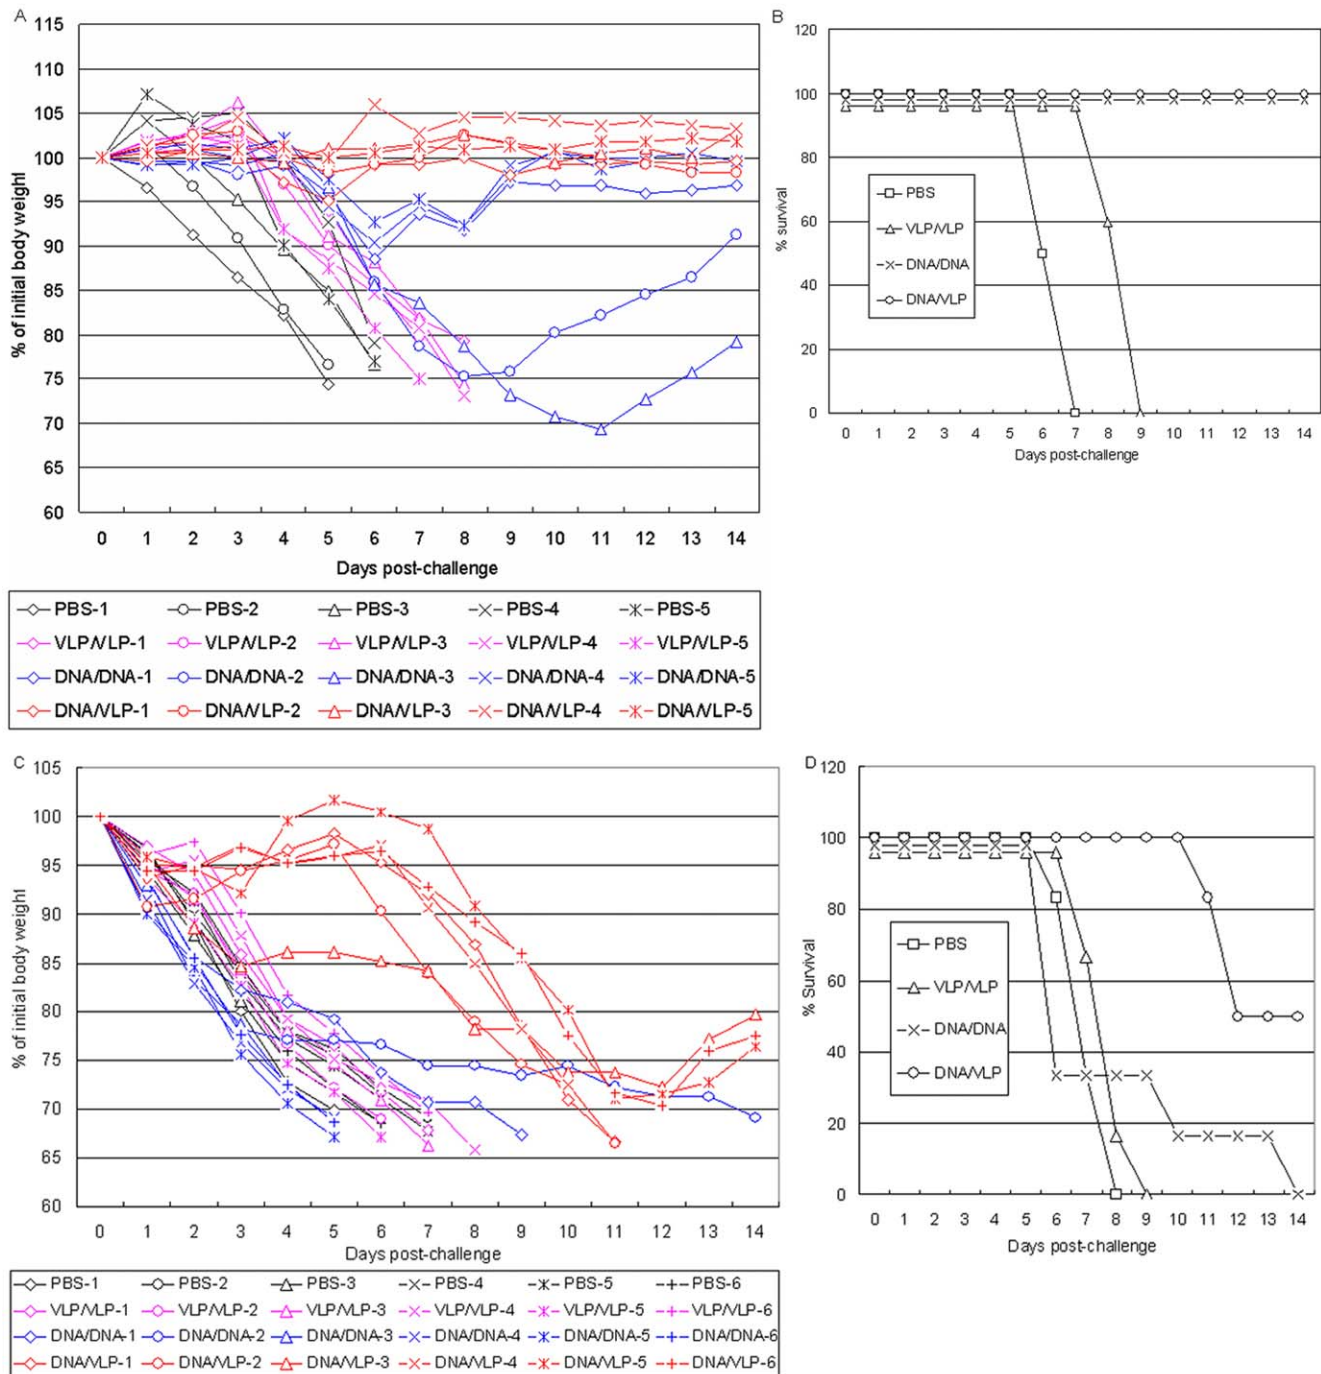 A
115
110
105
100
95
90
85
80
75
70
65
60
% of initial body weight
0 1 2 3 4 5 6 7 8 9 10 11 12 13 14
Days post-challenge
PBS-1 PBS-2 PBS-3 PBS-4 PBS-5
VLP/VLP-1 VLP/VLP-2 VLP/VLP-3 VLP/VLP-4 VLP/VLP-5
DNA/DNA-1 DNA/DNA-2 DNA/DNA-3 DNA/DNA-4 DNA/DNA-5
DNA/VLP-1 DNA/VLP-2 DNA/VLP-3 DNA/VLP-4 DNA/VLP-5
B
120
100
80
60
40
20
0
% survival
PBS
VLP/VLP
DNA/DNA
DNA/VLP
0 1 2 3 4 5 6 7 8 9 10 11 12 13 14
Days post-challenge
C
105
100
95
90
85
80
75
70
65
60
% of initial body weight
0 1 2 3 4 5 6 7 8 9 10 11 12 13 14
Days post-challenge
PBS-1 PBS-2 PBS-3 PBS-4 PBS-5 PBS-6
VLP/VLP-1 VLP/VLP-2 VLP/VLP-3 VLP/VLP-4 VLP/VLP-5 VLP/VLP-6
DNA/DNA-1 DNA/DNA-2 DNA/DNA-3 DNA/DNA-4 DNA/DNA-5 DNA/DNA-6
DNA/VLP-1 DNA/VLP-2 DNA/VLP-3 DNA/VLP-4 DNA/VLP-5 DNA/VLP-6
D
120
100
80
60
40
20
0
% Survival
PBS
VLP/VLP
DNA/DNA
DNA/VLP
0 1 2 3 4 5 6 7 8 9 10 11 12 13 14
Days post-challenge